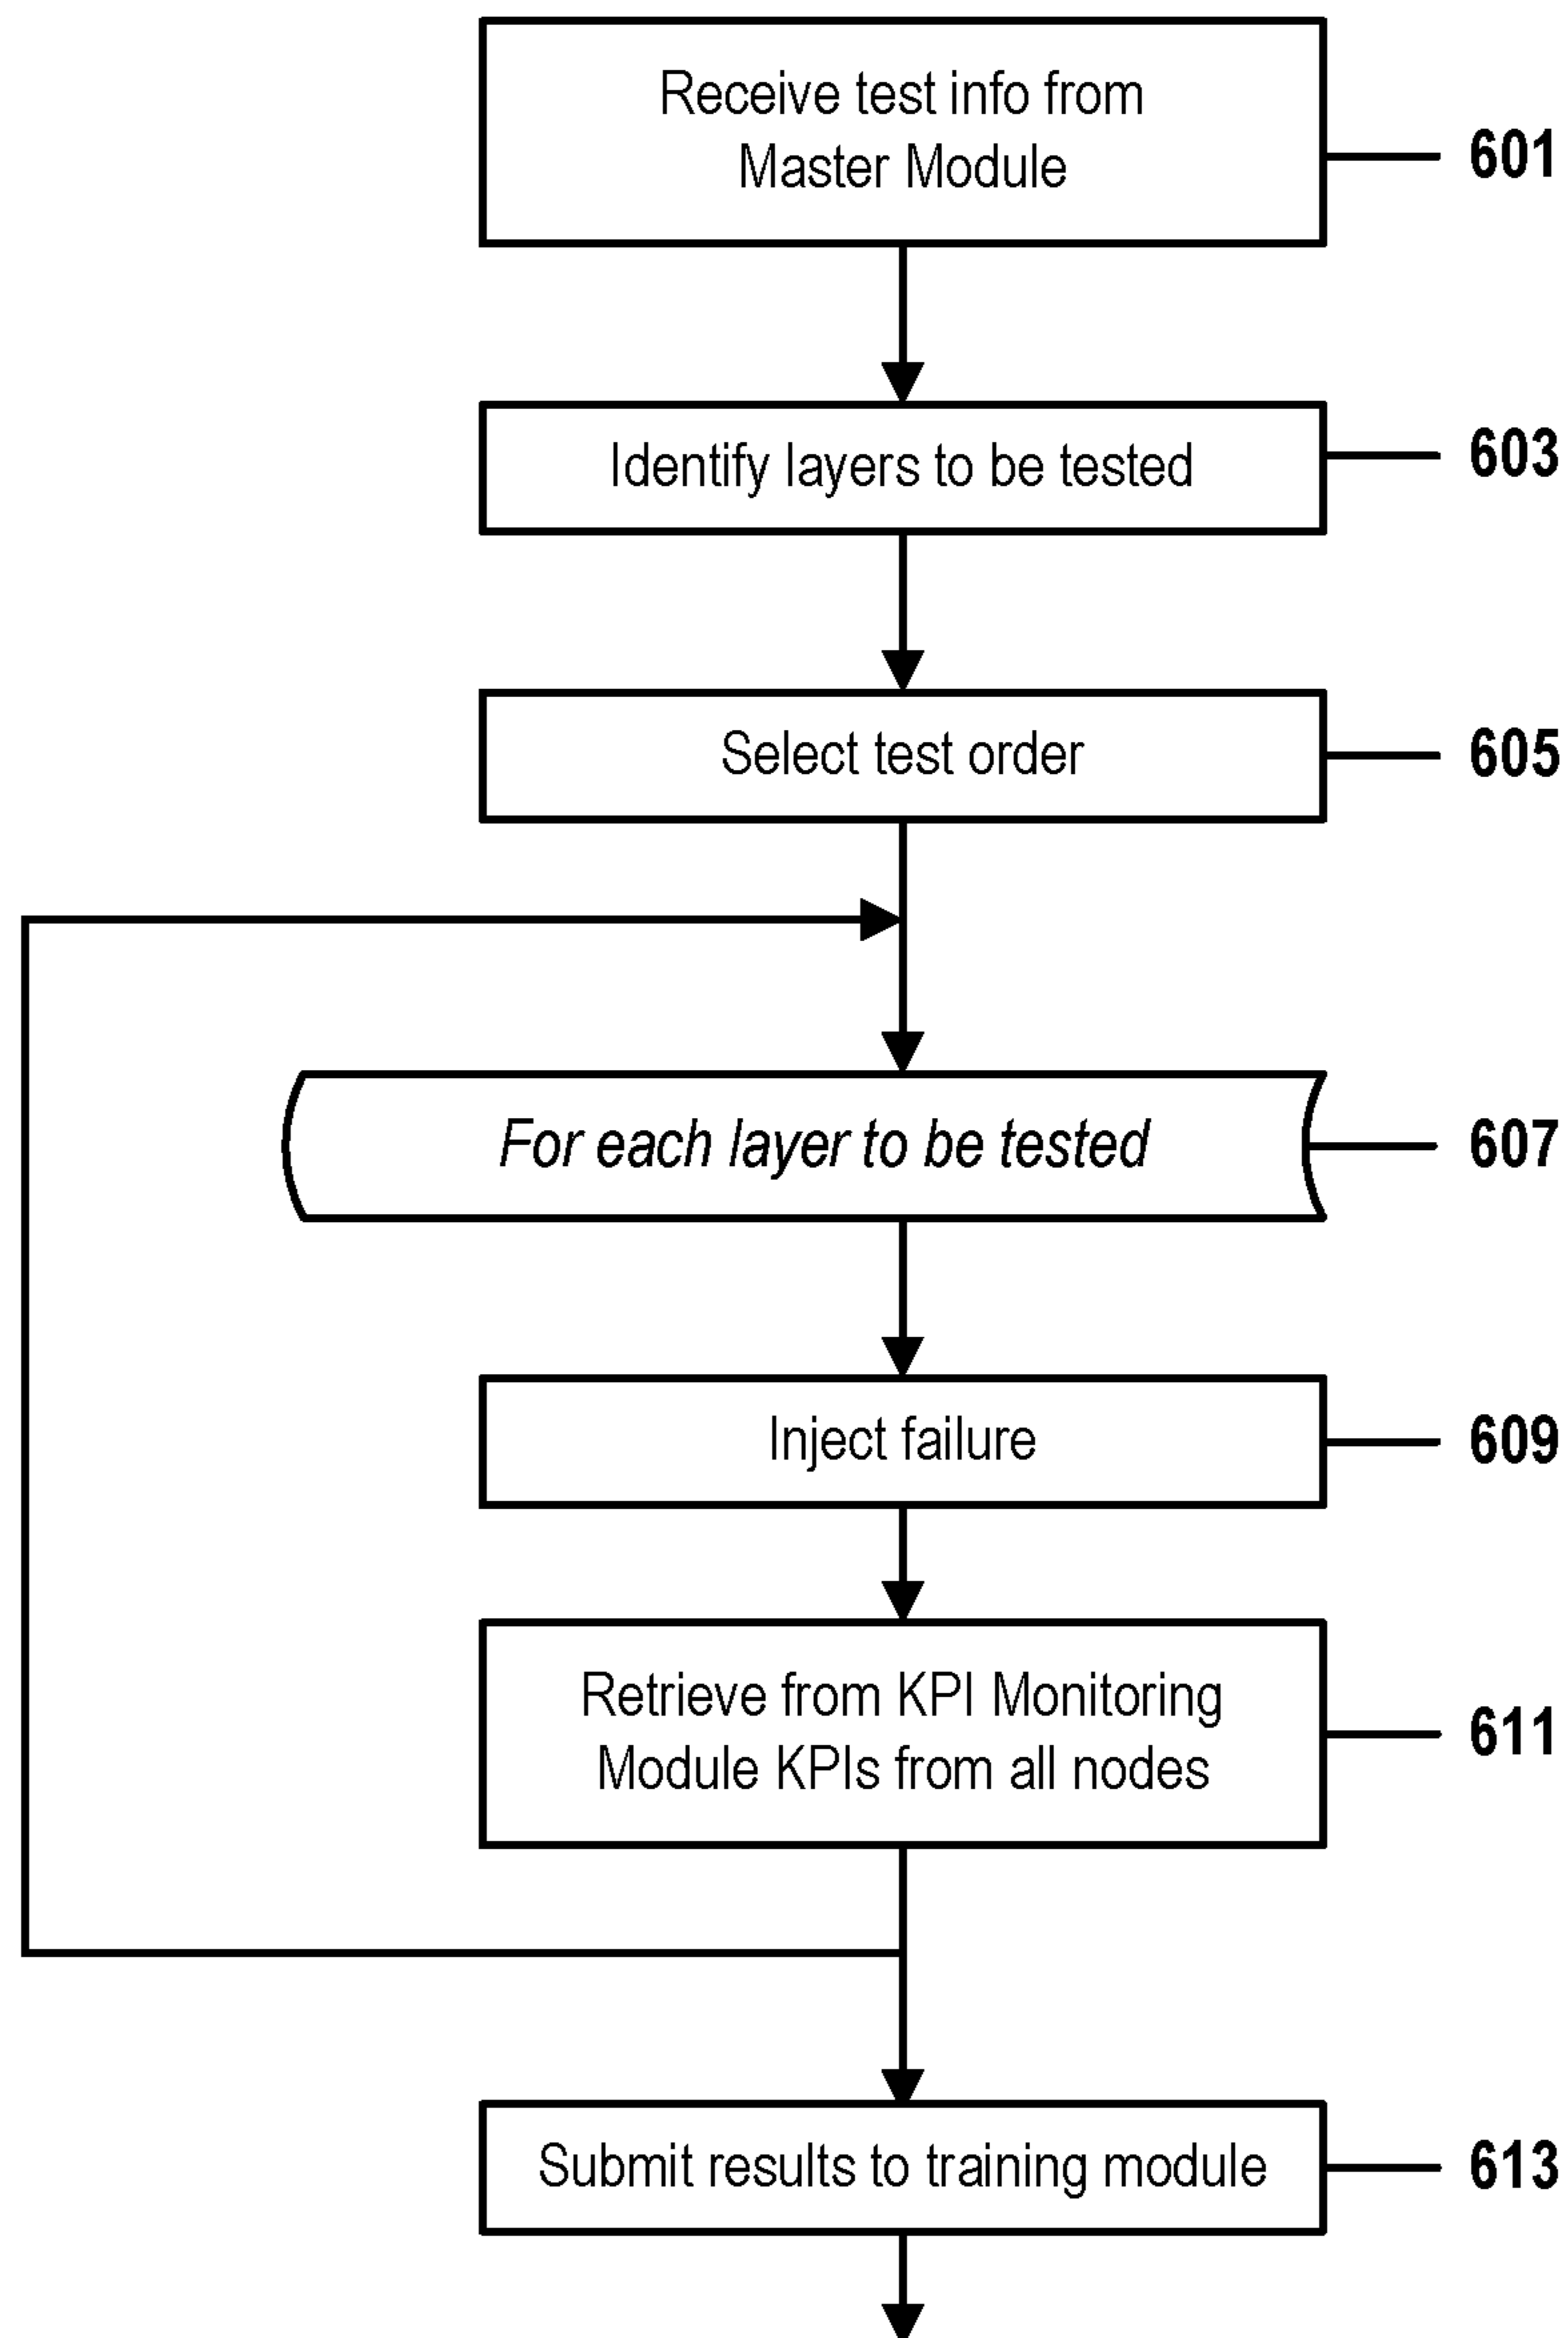 Receive test info from
Master Module
601
Identify layers to be tested
603
Select test order
605
For each layer to be tested
607
Inject failure
609
Retrieve from KPI Monitoring
Module KPIs from all nodes
611
Submit results to training module
613